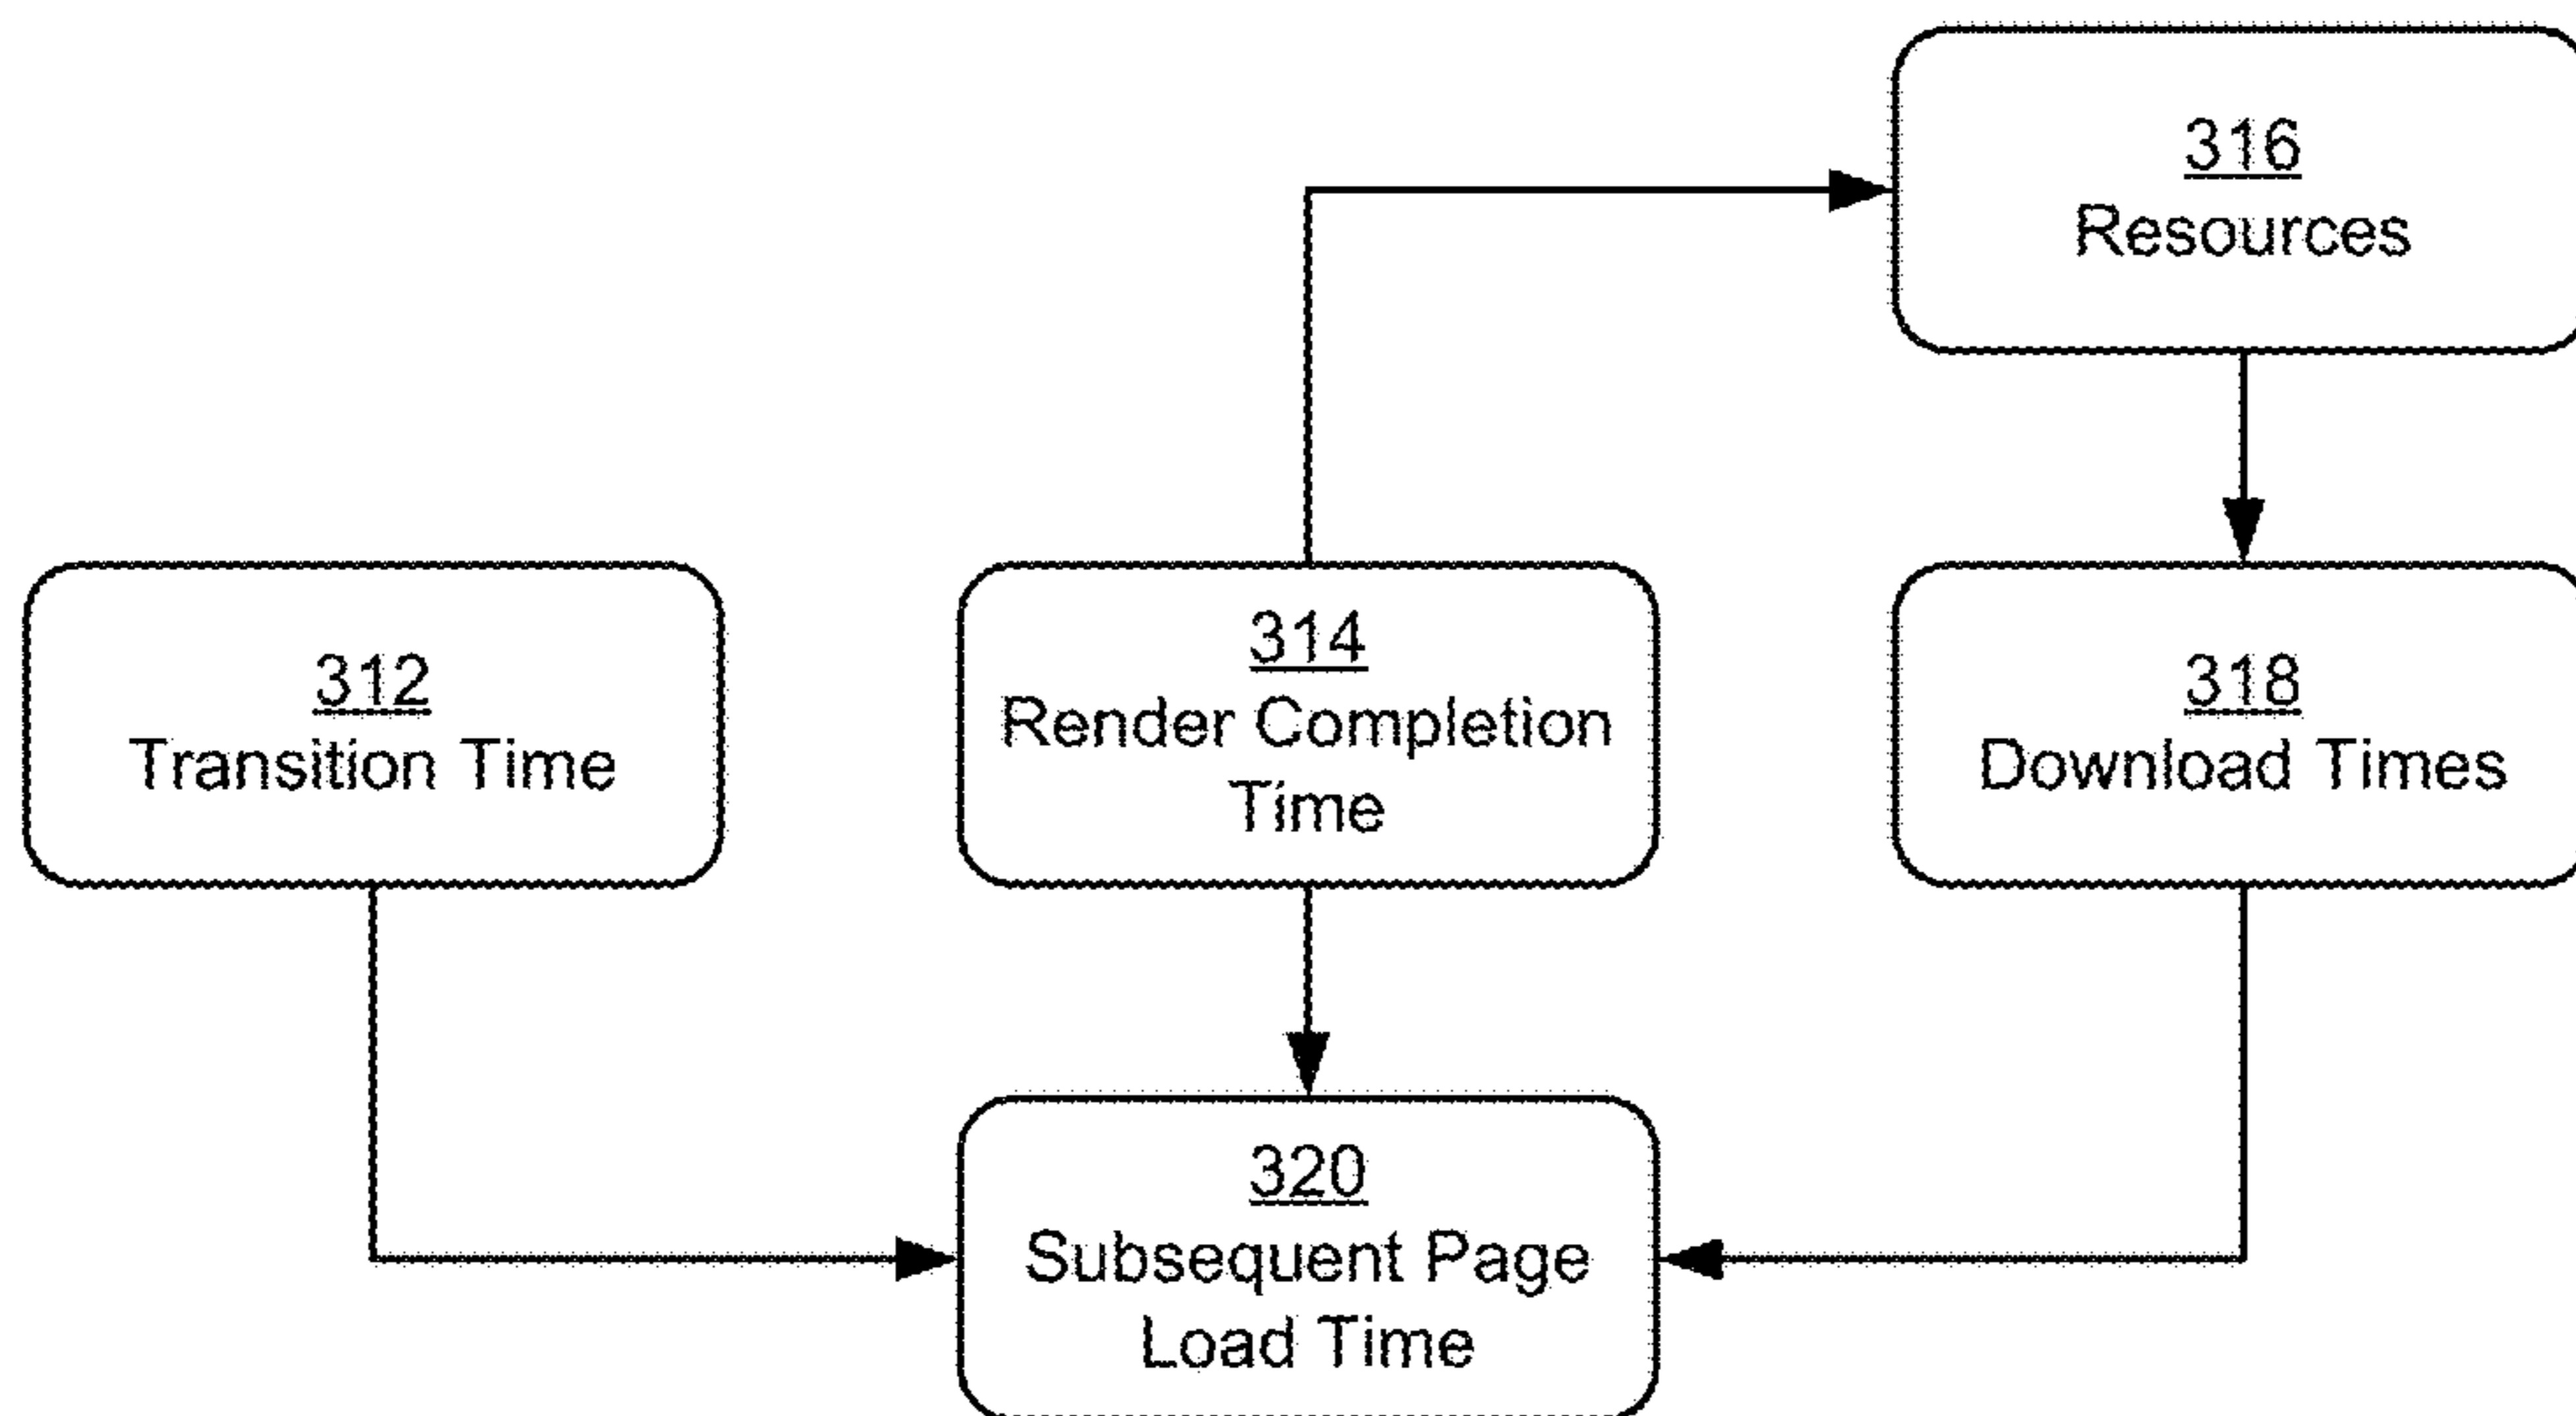 316
Resources
312
Transition Time
314
Render Completion
Time
318
Download Times
320
Subsequent Page
Load Time